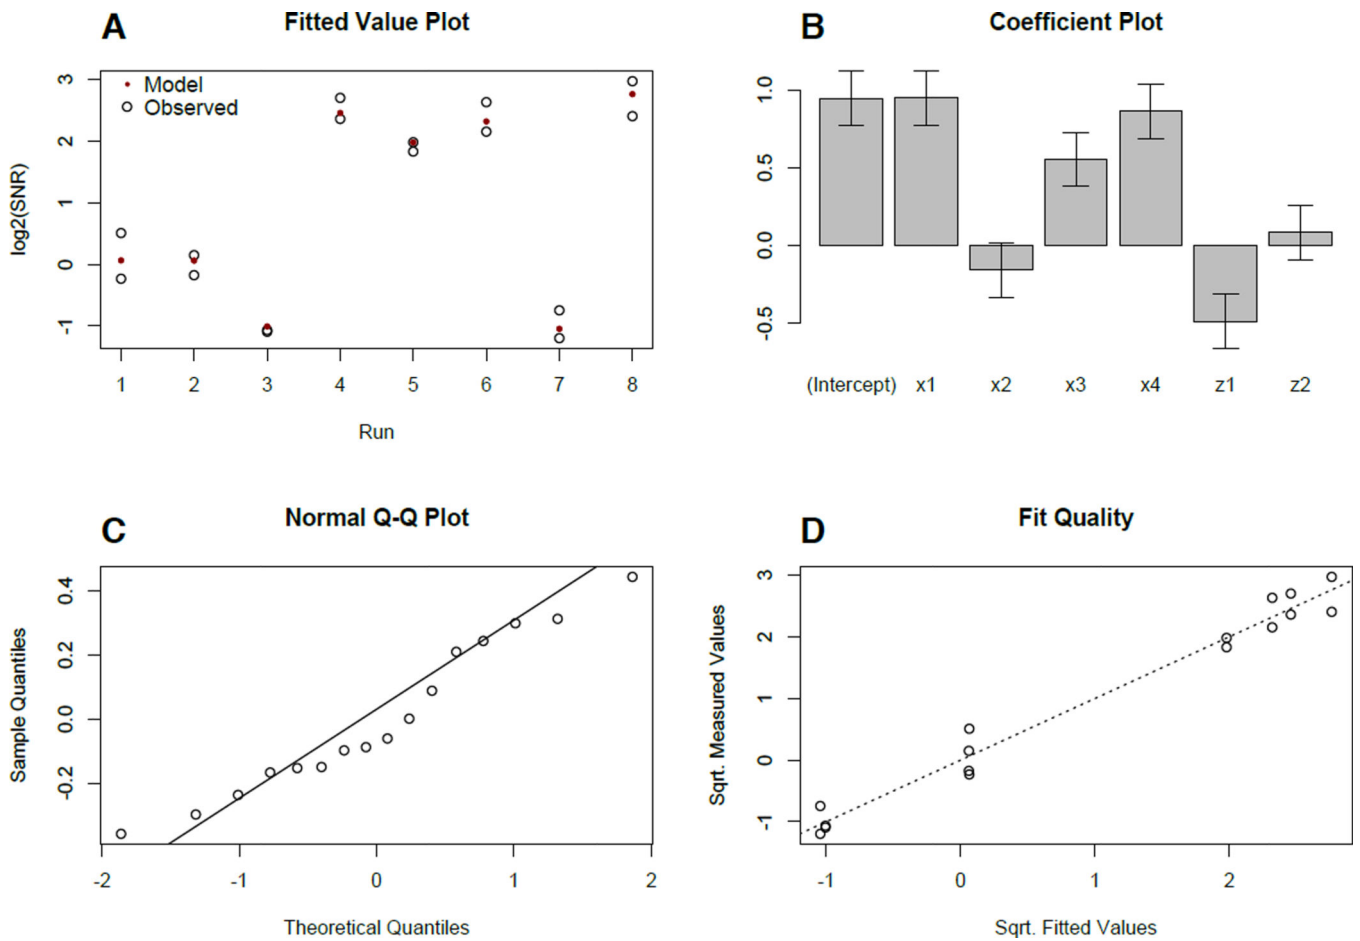 A
Fitted Value Plot
log2(SNR)
3
2
1
0
-1
Model
Observed
1 2 3 4 5 6 7 8
Run
B
Coefficient Plot
1.0
0.5
0.0
-0.5
(Intercept) x1 x2 x3 x4 z1 z2
C
Normal Q-Q Plot
Sample Quantiles
0.4
0.2
0.0
-0.2
-2 -1 0 1 2
Theoretical Quantiles
D
Fit Quality
Sqrt. Measured Values
3
2
1
0
-1
-1 0 1 2
Sqrt. Fitted Values